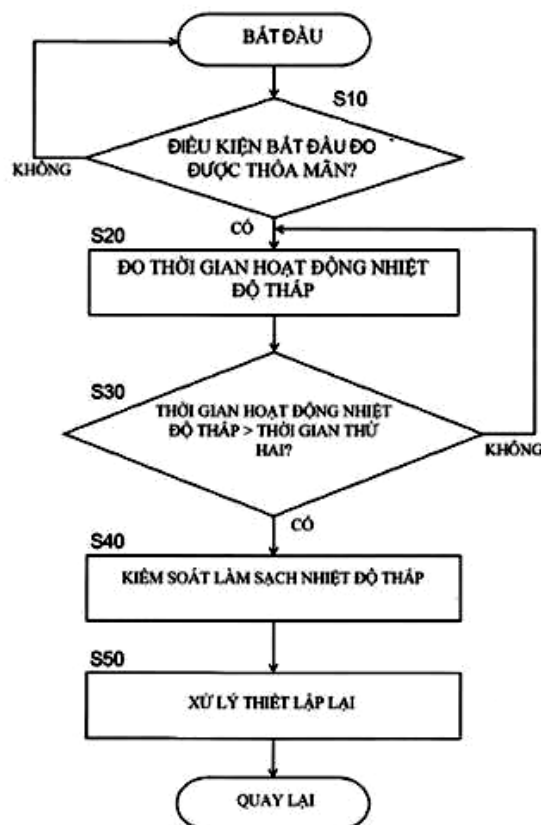 BẮT ĐẦU
S10
ĐIỀU KIỆN BẮT ĐẦU ĐO
ĐƯỢC THỎA MÃN?
KHÔNG
CÓ
S20
ĐO THỜI GIAN HOẠT ĐỘNG NHIỆT
ĐỘ THẤP
S30
THỜI GIAN HOẠT ĐỘNG NHIỆT
ĐỘ THẤP > THỜI GIAN THỨ
HAI?
KHÔNG
CÓ
S40
KIỂM SOÁT LÀM SẠCH NHIỆT ĐỘ THẤP
S50
XỬ LÝ THIẾT LẬP LẠI
QUAY LẠI